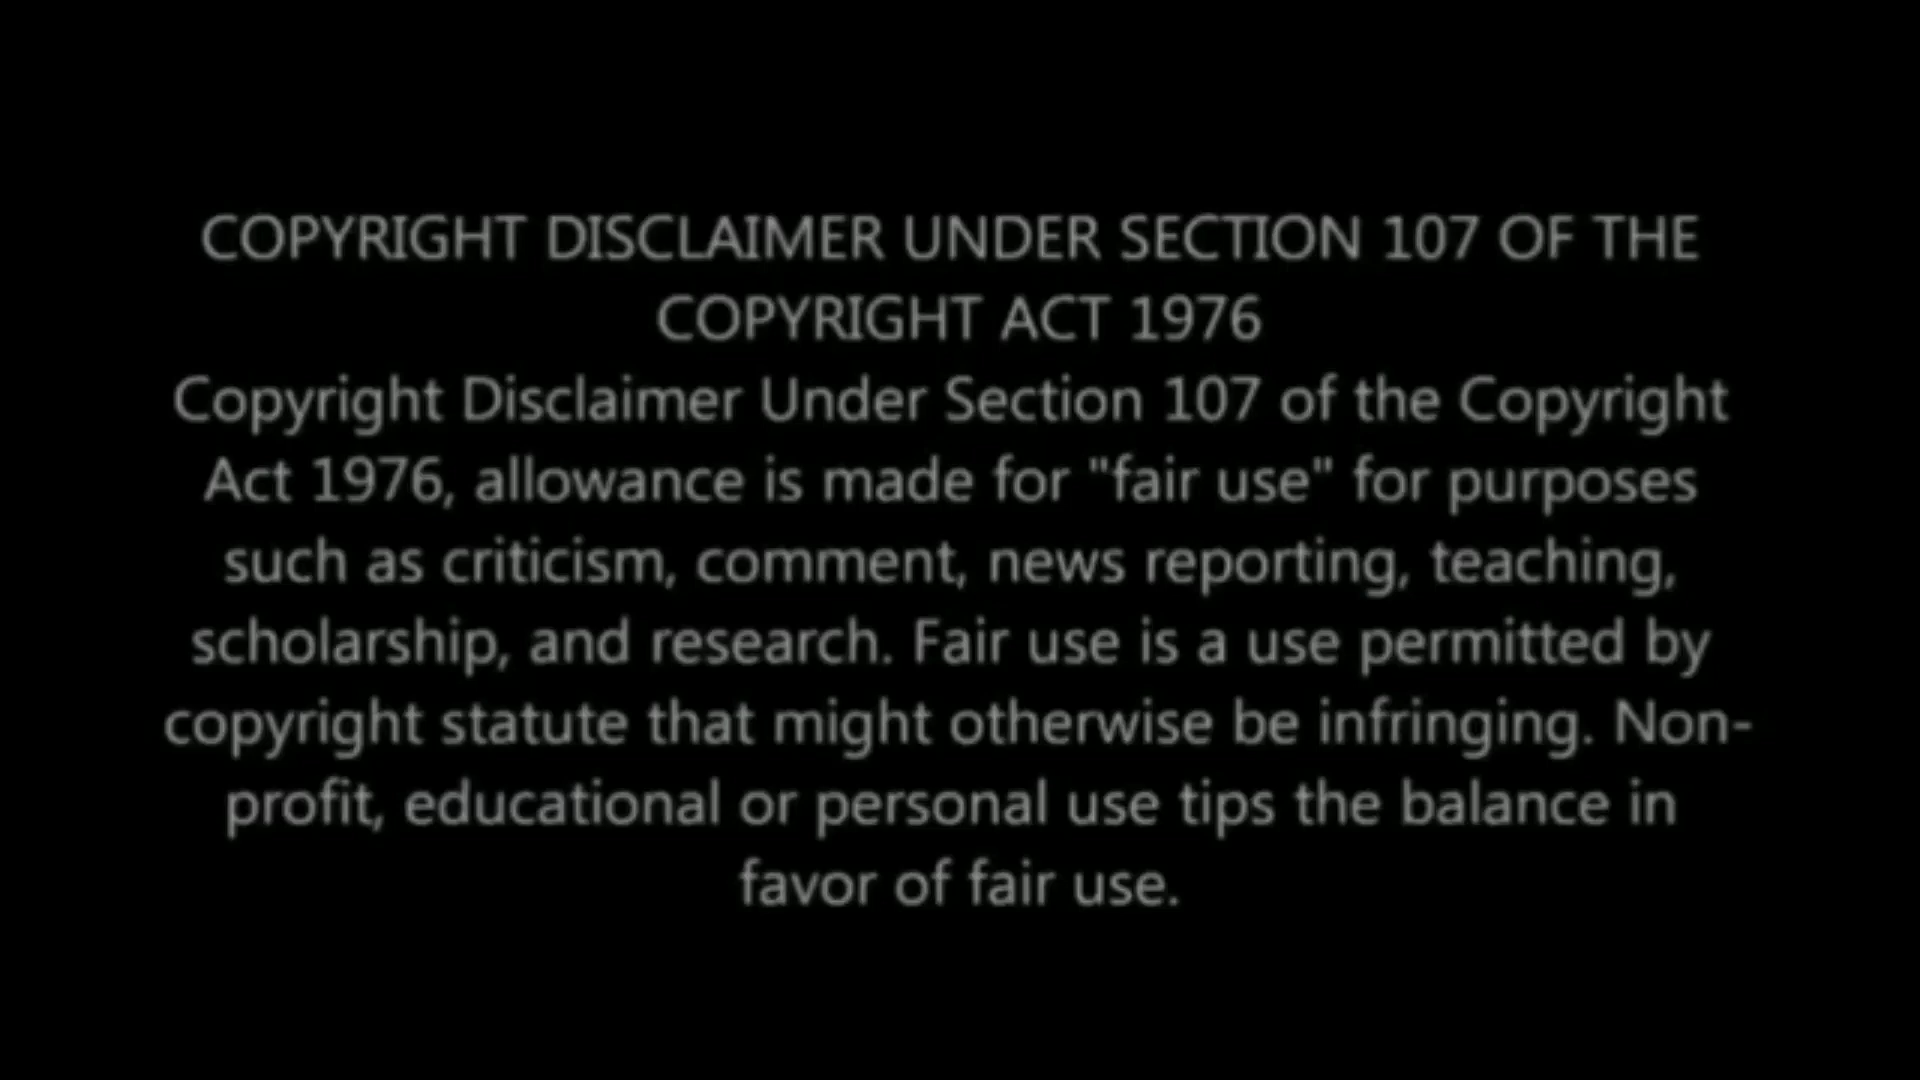 COPYRIGHT DISCLAIMER UNDER SECTION 107 OF THE
COPYRIGHT ACT 1976
Copyright Disclaimer Under Section 107 of the Copyright
Act 1976, allowance is made for "fair use" for purposes
such as criticism, comment, news reporting, teaching,
scholarship, and research. Fair use is a use permitted by
copyright statute that might otherwise be infringing. Non-
profit, educational or personal use tips the balance in
favor of fair use.